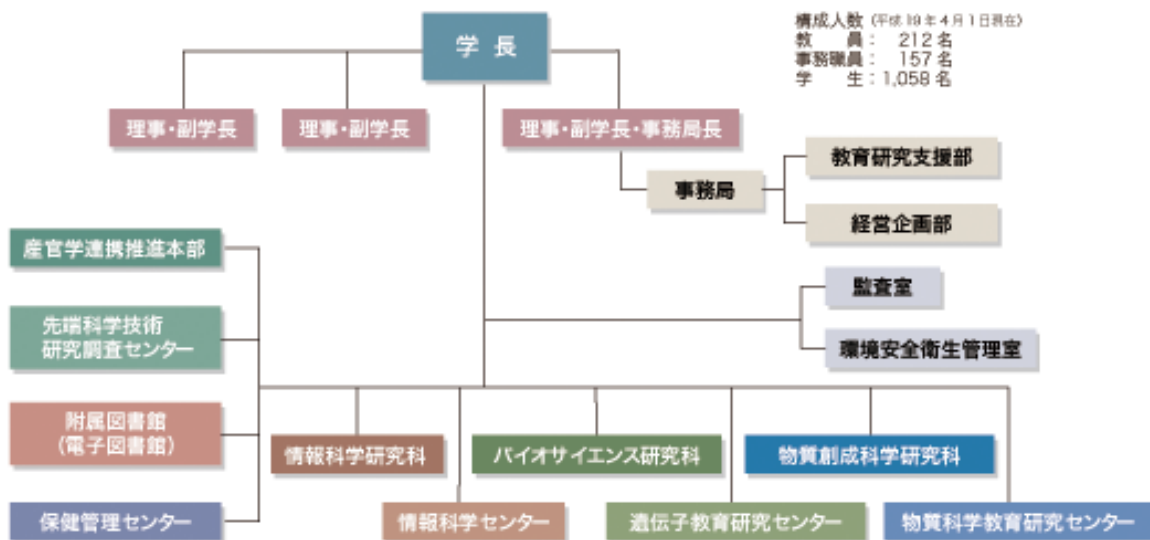 学長
構成人数 (平成19年4月1日現在)
教員: 212名
事務職員: 157名
学生: 1,058名
理事・副学長
理事・副学長
理事・副学長・事務局長
教育研究支援部
事務局
経営企画部
産官学連携推進本部
監査室
先端科学技術
研究調査センター
環境安全衛生管理室
附属図書館
(電子図書館)
情報科学研究科
バイオサイエンス研究科
物質創成科学研究科
保健管理センター
情報科学センター
遺伝子教育研究センター
物質科学教育研究センター